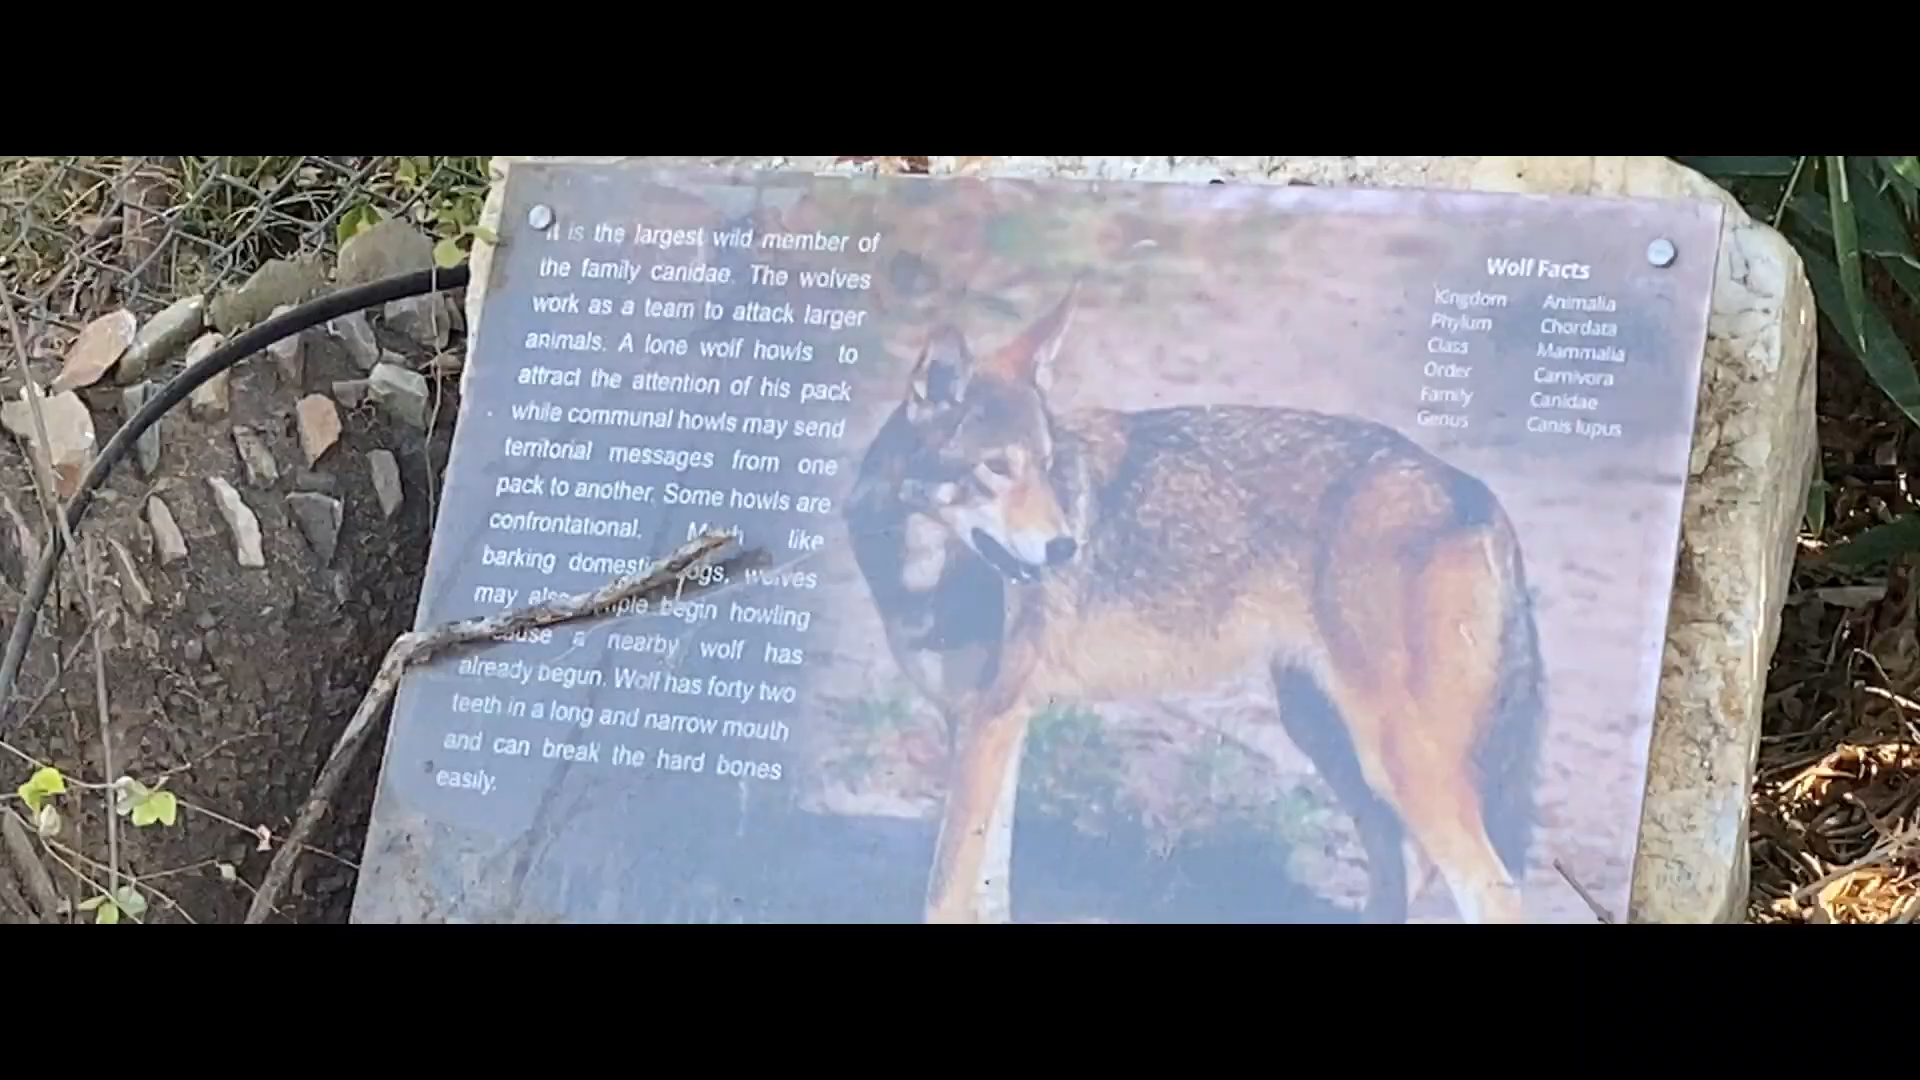 It is the largest wild member of
the family canidae. The wolves
work as a team to attack larger
animals. A lone wolf howls to
attract the attention of his pack
while communal howls may send
territorial messages from one
pack to another. Some howls are
confrontational. like
barking domestic wolves
may begin howling
a nearby wolf has
already begun. Wolf has forty two
teeth in a long and narrow mouth
and can break the hard bones
easily.
Wolf Facts
Kingdom Animalia
Phylum Chordata
Class Mammalia
Order Carnivora
Family Canidae
Genus Canis lupus